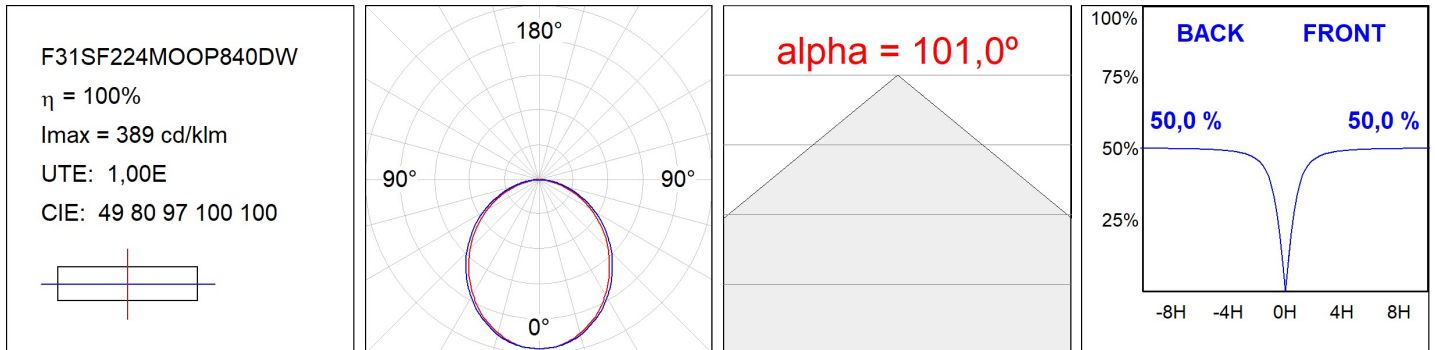 F31SF224MOOP840DW
η = 100%
Imax = 389 cd/klm
UTE: 1,00E
CIE: 49 80 97 100 100
180°
90° 90°
0°
alpha = 101,0º
100%
BACK FRONT
75%
50,0 % 50,0 %
50%
25%
-8H -4H 0H 4H 8H